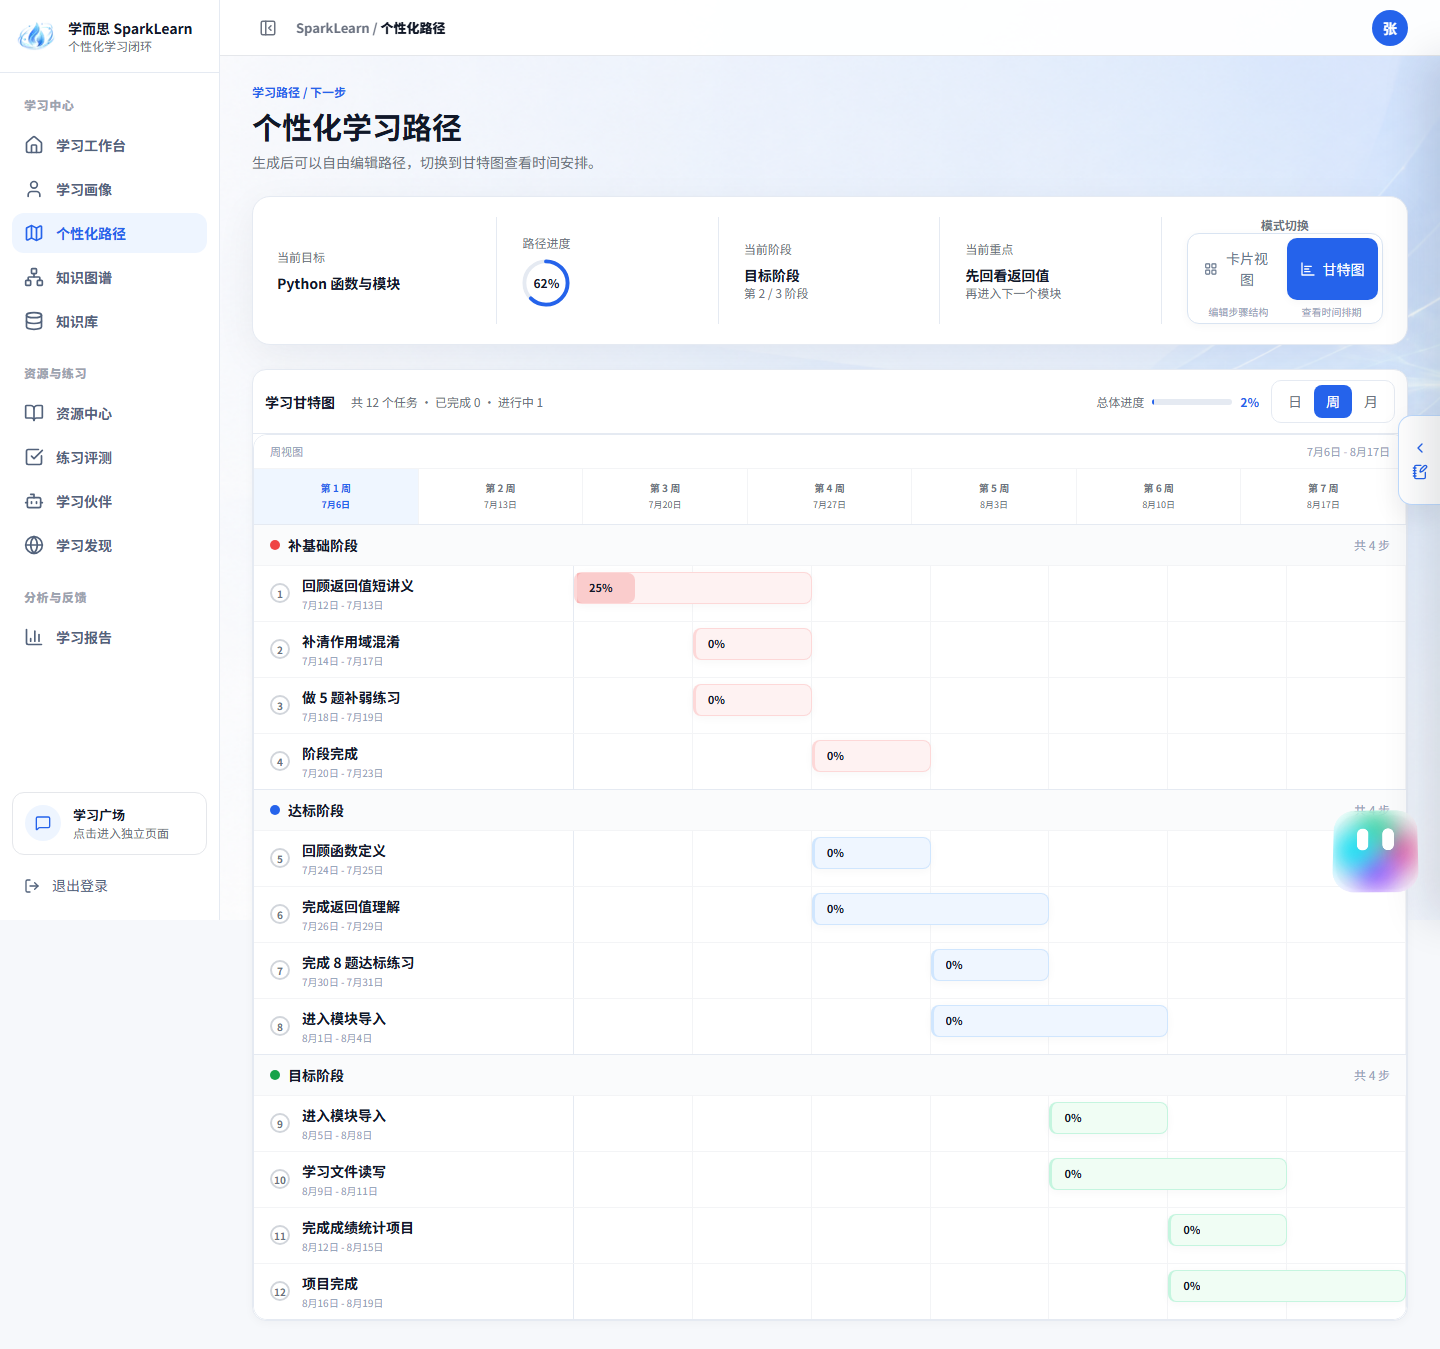 学而思 SparkLearn
个性化学习闭环
学习中心
学习工作台
学习画像
个性化路径
知识图谱
知识库
资源与练习
资源中心
练习评测
学习伙伴
学习发现
分析与反馈
学习报告
学习广场
点击进入独立页面
退出登录
SparkLearn / 个性化路径
张
学习路径 / 下一步
个性化学习路径
生成后可以自由编辑路径，切换到甘特图查看时间安排。
当前目标
Python 函数与模块
路径进度
62%
当前阶段
目标阶段
第 2 / 3 阶段
当前重点
先回看返回值
再进入下一个模块
模式切换
卡片视图
编辑步骤结构
甘特图
查看时间排期
学习甘特图 共 12 个任务 · 已完成 0 · 进行中 1
总体进度 2%
日 周 月
周视图 7月6日 - 8月17日
第 1 周 第 2 周 第 3 周 第 4 周 第 5 周 第 6 周 第 7 周
7月6日 7月13日 7月20日 7月27日 8月3日 8月10日 8月17日
补基础阶段 共 4 步
1 回顾返回值短讲义 25%
7月12日 - 7月13日
2 补清作用域混淆 0%
7月14日 - 7月17日
3 做 5 题补弱练习 0%
7月18日 - 7月19日
4 阶段完成 0%
7月20日 - 7月23日
达标阶段 共 4 步
5 回顾函数定义 0%
7月24日 - 7月25日
6 完成返回值理解 0%
7月26日 - 7月29日
7 完成 8 题达标练习 0%
7月30日 - 7月31日
8 进入模块导入 0%
8月1日 - 8月4日
目标阶段 共 4 步
9 进入模块导入 0%
8月5日 - 8月8日
10 学习文件读写 0%
8月9日 - 8月11日
11 完成成绩统计项目 0%
8月12日 - 8月15日
12 项目完成 0%
8月16日 - 8月19日